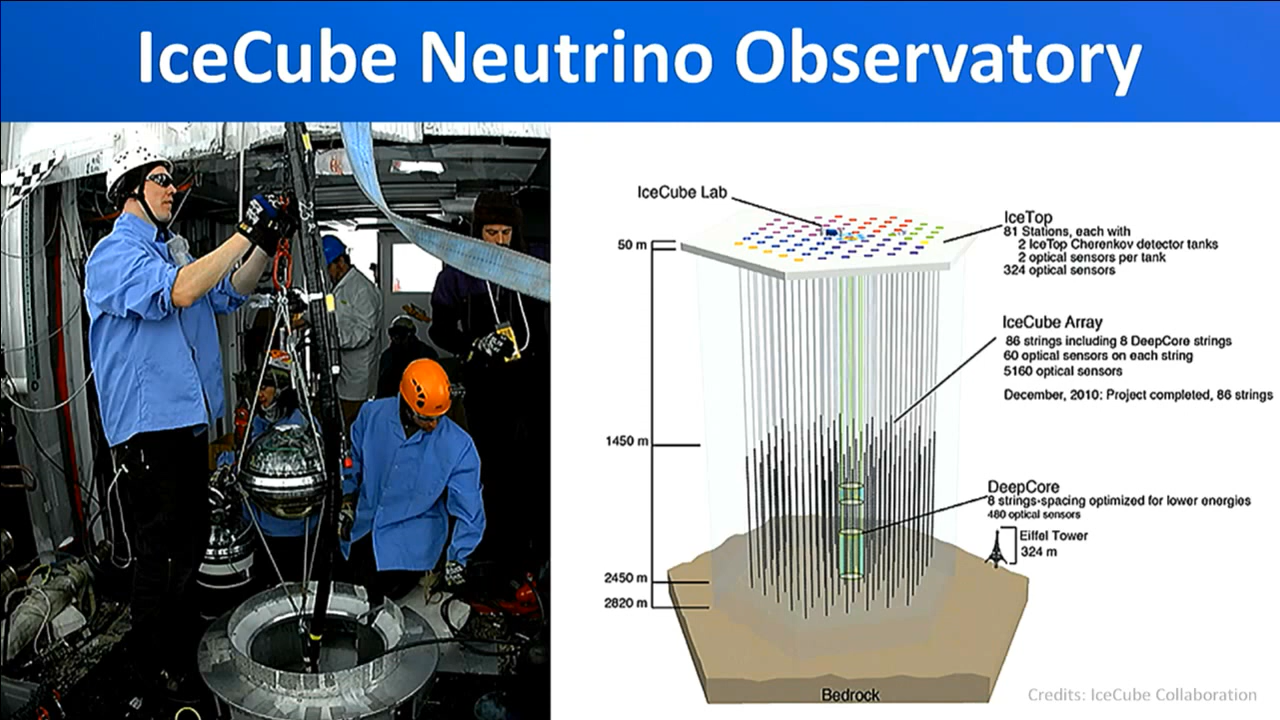 IceCube Neutrino Observatory
IceCube Lab
50 m
IceTop
81 Stations, each with
2 IceTop Cherenkov detector tanks
2 optical sensors per tank
324 optical sensors
IceCube Array
86 strings including 8 DeepCore strings
60 optical sensors on each string
5160 optical sensors
December, 2010: Project completed, 86 strings
1450 m
DeepCore
8 strings-spacing optimized for lower energies
480 optical sensors
Eiffel Tower
324 m
2450 m
2820 m
Bedrock
Credits: IceCube Collaboration